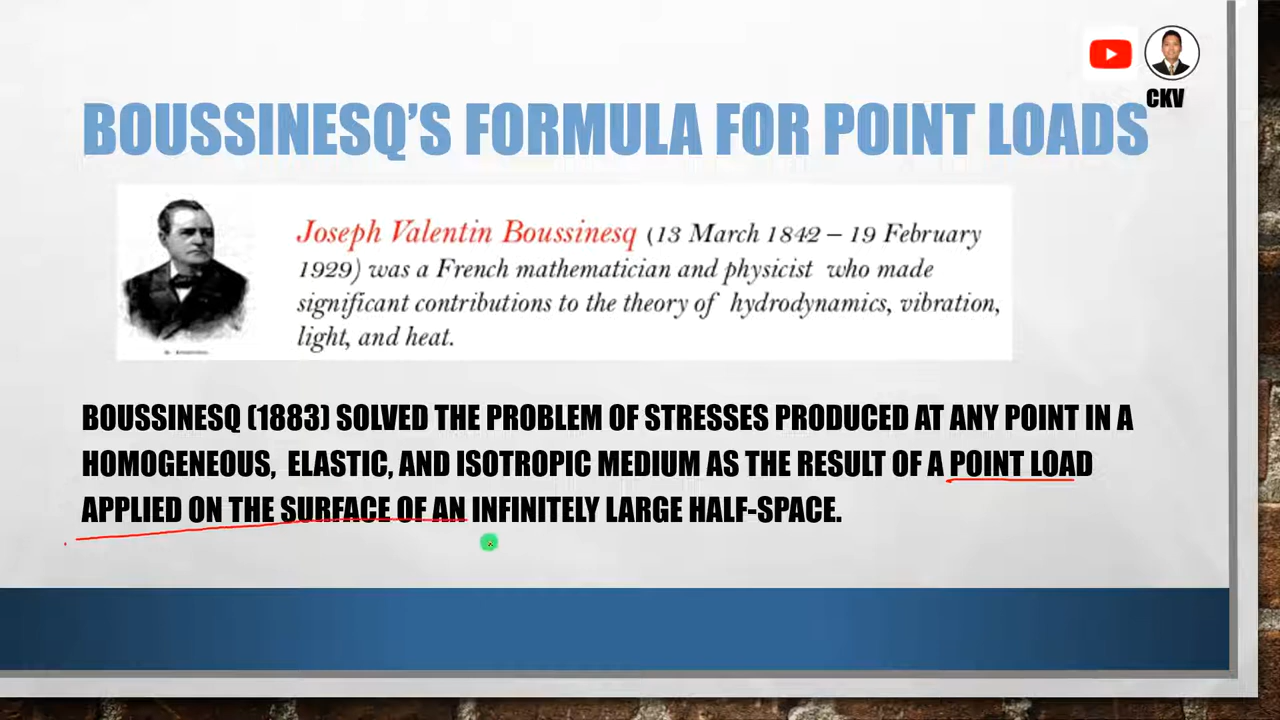 CKV
BOUSSINESQ’S FORMULA FOR POINT LOADS
Joseph Valentin Boussinesq (13 March 1842 – 19 February
1929) was a French mathematician and physicist who made
significant contributions to the theory of hydrodynamics, vibration,
light, and heat.
BOUSSINESQ (1883) SOLVED THE PROBLEM OF STRESSES PRODUCED AT ANY POINT IN A
HOMOGENEOUS, ELASTIC, AND ISOTROPIC MEDIUM AS THE RESULT OF A POINT LOAD
APPLIED ON THE SURFACE OF AN INFINITELY LARGE HALF-SPACE.